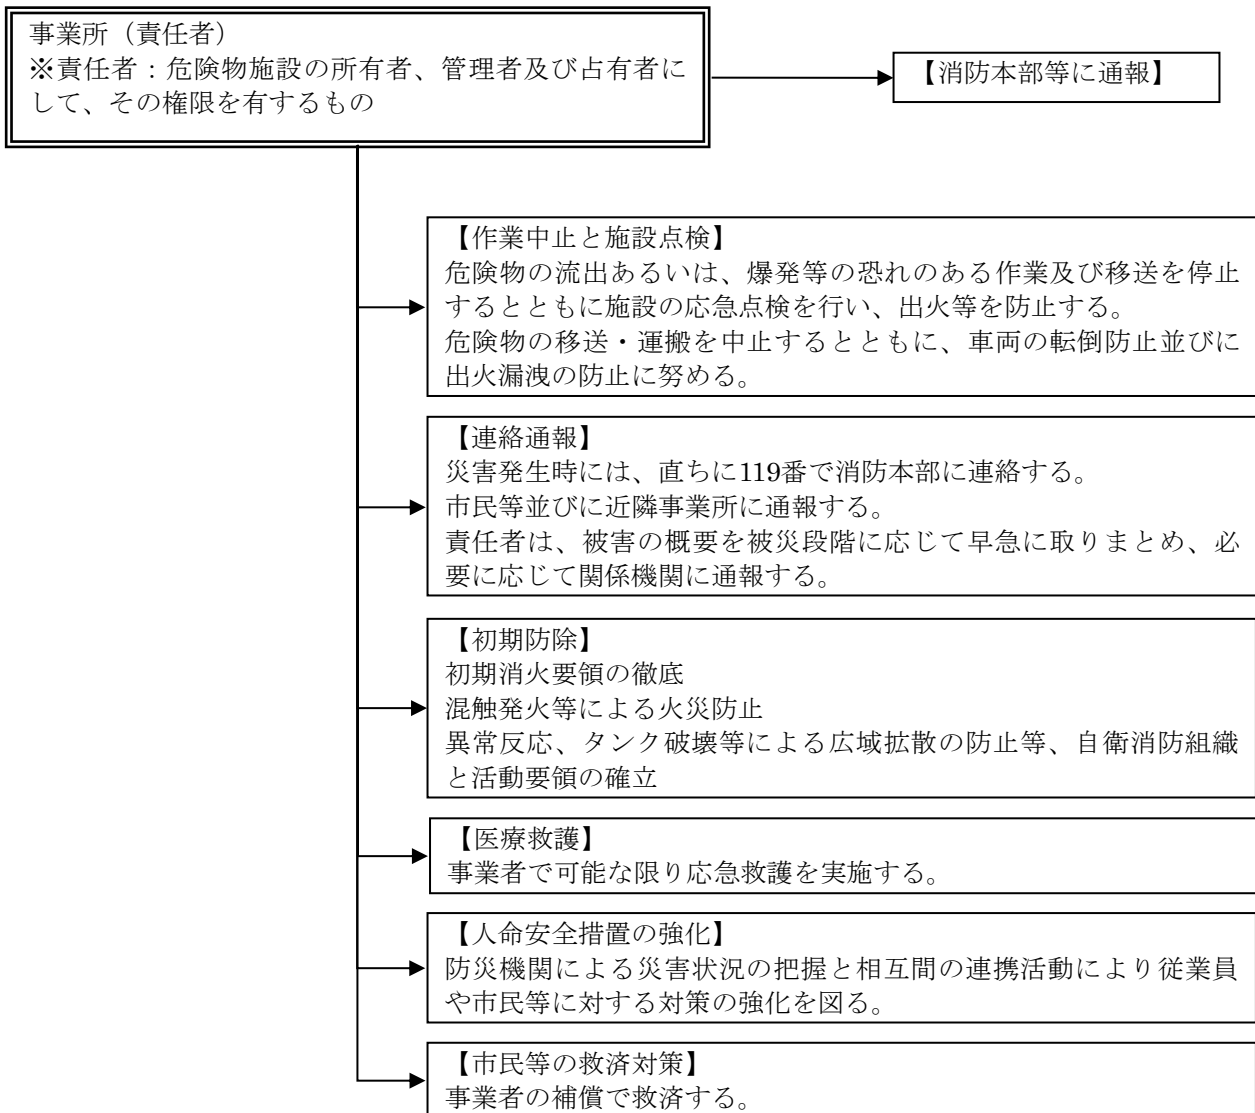 事業所（責任者）
※責任者：危険物施設の所有者、管理者及び占有者に
して、その権限を有するもの
【消防本部等に通報】
【作業中止と施設点検】
危険物の流出あるいは、爆発等の恐れのある作業及び移送を停止
するとともに施設の応急点検を行い、出火等を防止する。
危険物の移送・運搬を中止するとともに、車両の転倒防止並びに
出火漏洩の防止に努める。
【連絡通報】
災害発生時には、直ちに119番で消防本部に連絡する。
市民等並びに近隣事業所に通報する。
責任者は、被害の概要を被災段階に応じて早急に取りまとめ、必
要に応じて関係機関に通報する。
【初期防除】
初期消火要領の徹底
混触発火等による火災防止
異常反応、タンク破壊等による広域拡散の防止等、自衛消防組織
と活動要領の確立
【医療救護】
事業者で可能な限り応急救護を実施する。
【人命安全措置の強化】
防災機関による災害状況の把握と相互間の連携活動により従業員
や市民等に対する対策の強化を図る。
【市民等の救済対策】
事業者の補償で救済する。